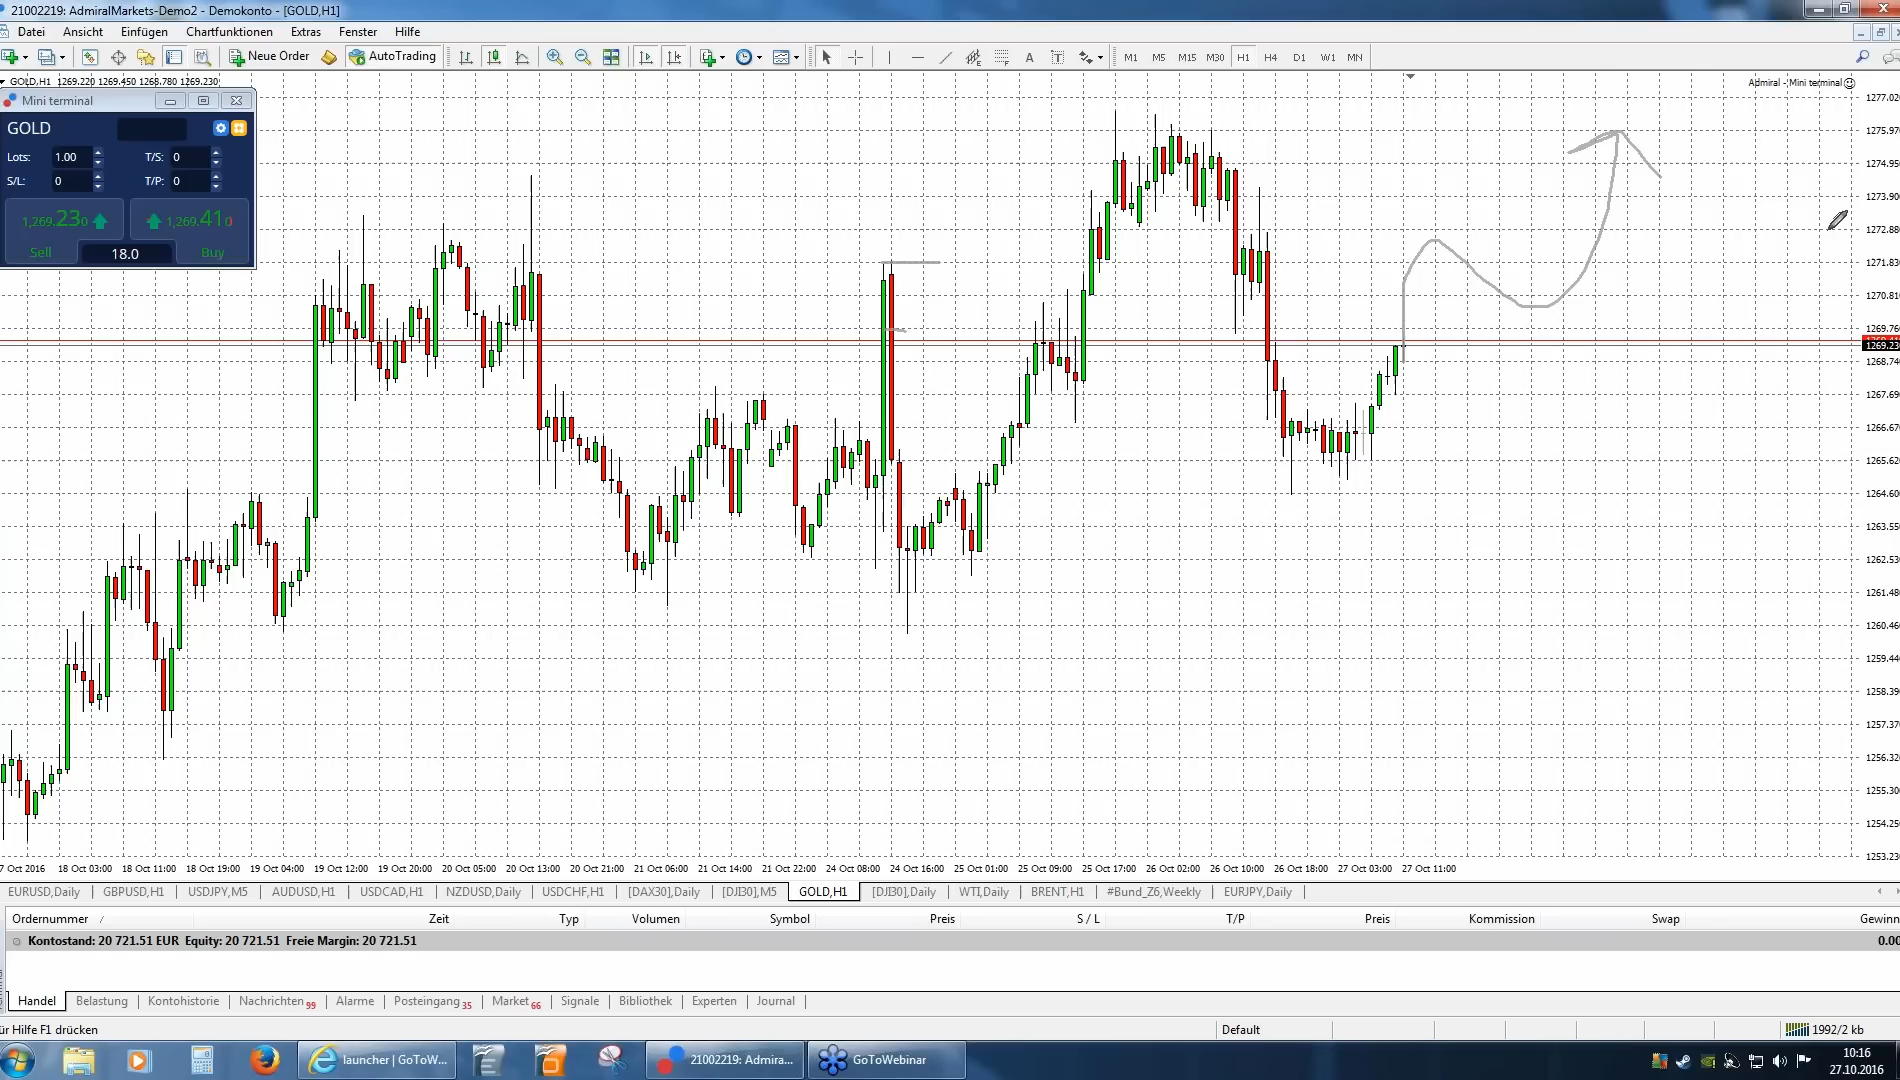 21002219: AdmiralMarkets-Demo2 - Demokonto - [GOLD,H1]
Datei Ansicht Einfügen Chartfunktionen Extras Fenster Hilfe
Neue Order AutoTrading A T M1 M5 M15 M30 H1 H4 D1 W1 MN
GOLD,H1 1269.220 1269.450 1268.780 1269.230
Admiral - Mini terminal
Mini terminal
GOLD
Lots: 1.00 T/S: 0
S/L: 0 T/P: 0
1,269.230 1,269.410
Sell 18.0 Buy
1277.02
1275.97
1274.95
1273.90
1272.88
1271.83
1270.81
1269.76
1269.23
1268.74
1267.69
1266.67
1265.62
1264.60
1263.55
1262.53
1261.48
1260.46
1259.44
1258.39
1257.37
1256.32
1255.30
1254.25
1253.23
7 Oct 2016 18 Oct 03:00 18 Oct 11:00 18 Oct 19:00 19 Oct 04:00 19 Oct 12:00 19 Oct 20:00 20 Oct 05:00 20 Oct 13:00 20 Oct 21:00 21 Oct 06:00 21 Oct 14:00 21 Oct 22:00 24 Oct 08:00 24 Oct 16:00 25 Oct 01:00 25 Oct 09:00 25 Oct 17:00 26 Oct 02:00 26 Oct 10:00 26 Oct 18:00 27 Oct 03:00 27 Oct 11:00
EURUSD,Daily GBPUSD,H1 USDJPY,M5 AUDUSD,H1 USDCAD,H1 NZDUSD,Daily USDCHF,H1 [DAX30],Daily [DJI30],M5 GOLD,H1 [DJI30],Daily WTI,Daily BRENT,H1 #Bund_Z6,Weekly EURJPY,Daily
Ordernummer Zeit Typ Volumen Symbol Preis S / L T/P Preis Kommission Swap Gewinn
Kontostand: 20 721.51 EUR Equity: 20 721.51 Freie Margin: 20 721.51 0.00
Handel Belastung Kontohistorie Nachrichten 99 Alarme Posteingang 35 Market 66 Signale Bibliothek Experten Journal
ür Hilfe F1 drücken Default 1992/2 kb
launcher | GoToW... 21002219: Admira... GoToWebinar 10:16
27.10.2016